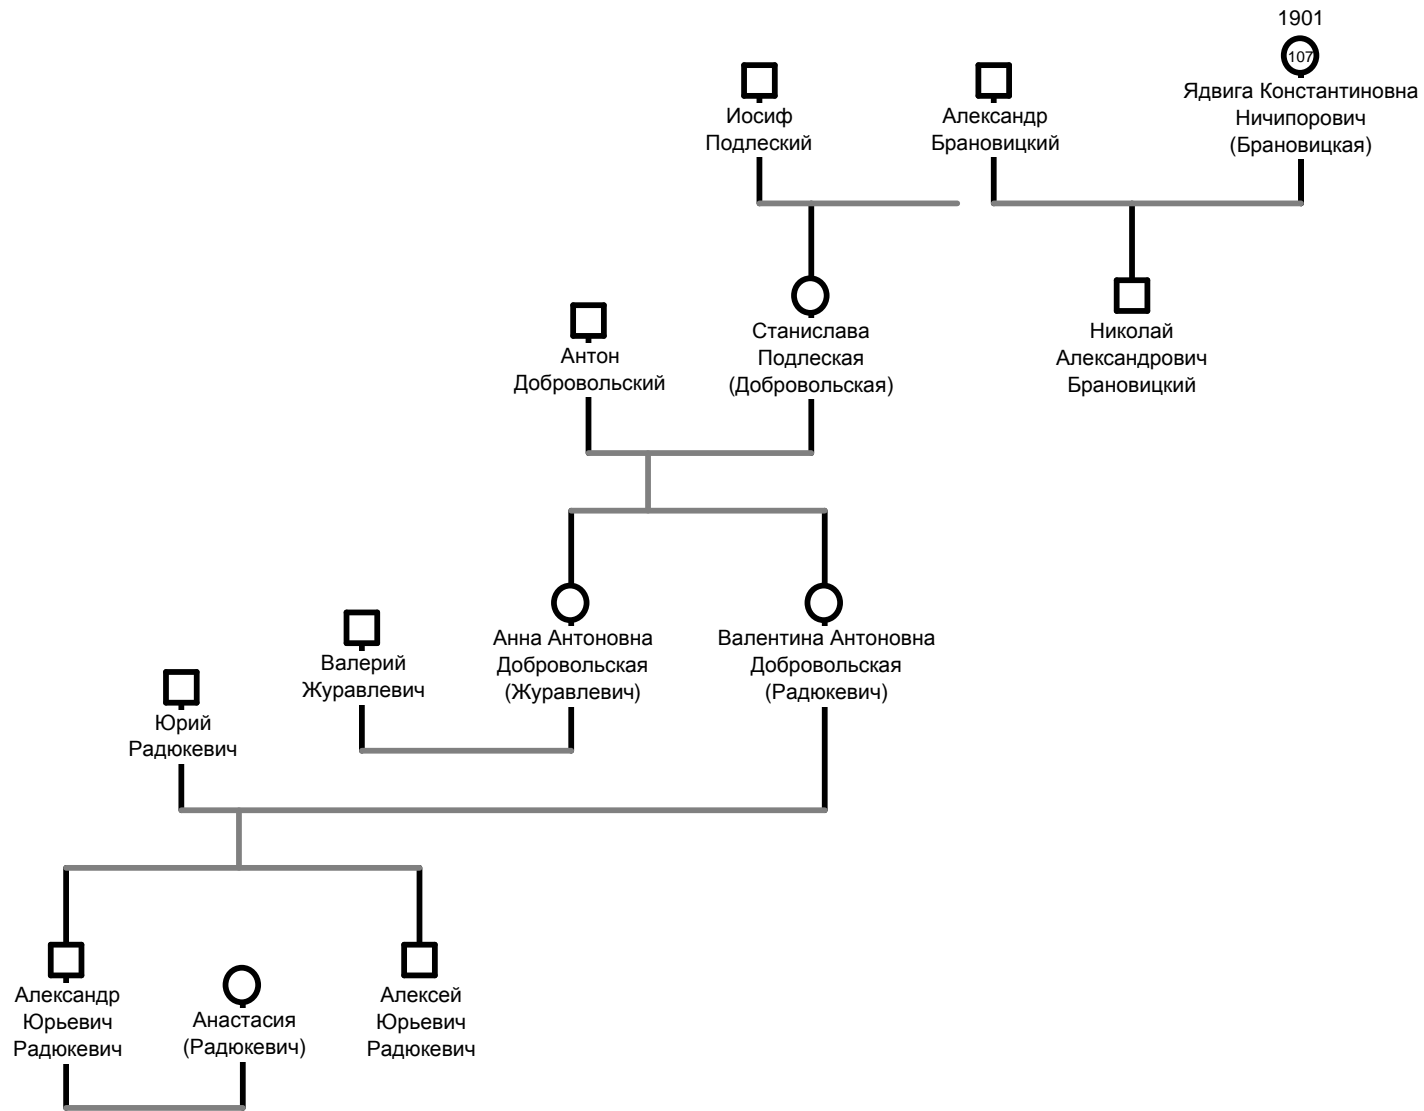 1901
107
Иосиф
Подлеский
Александр
Брановицкий
Ядвига Константиновна
Ничипорович
(Брановицкая)
Антон
Добровольский
Станислава
Подлеская
(Добровольская)
Николай
Александрович
Брановицкий
Юрий
Радюкевич
Валерий
Журавлевич
Анна Антоновна
Добровольская
(Журавлевич)
Валентина Антоновна
Добровольская
(Радюкевич)
Александр
Юрьевич
Радюкевич
Анастасия
(Радюкевич)
Алексей
Юрьевич
Радюкевич